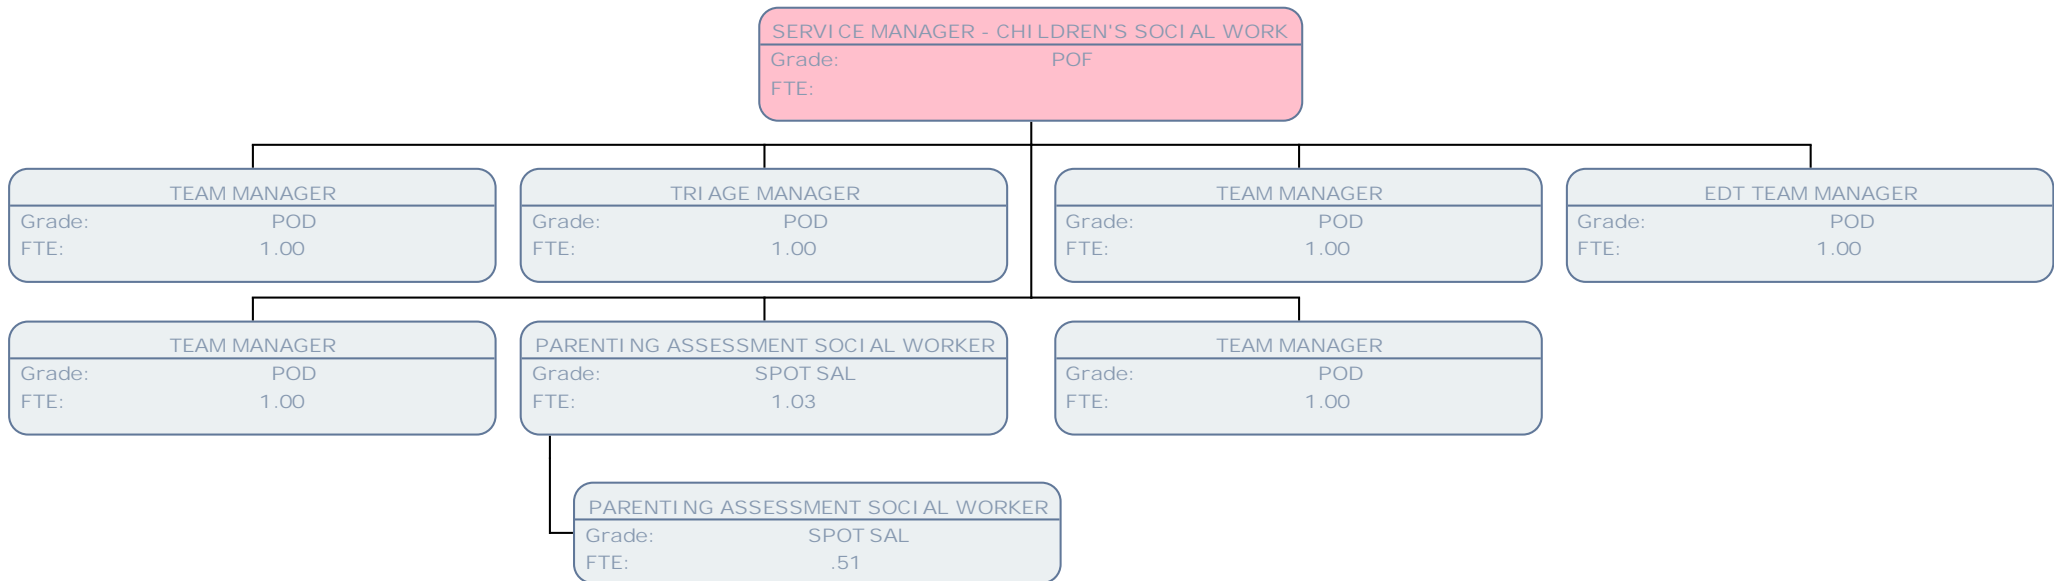 SERVICE MANAGER - CHILDREN'S SOCIAL WORK
Grade: POF
FTE:
TEAM MANAGER
Grade: POD
FTE: 1.00
TRIAGE MANAGER
Grade: POD
FTE: 1.00
TEAM MANAGER
Grade: POD
FTE: 1.00
EDT TEAM MANAGER
Grade: POD
FTE: 1.00
TEAM MANAGER
Grade: POD
FTE: 1.00
PARENTING ASSESSMENT SOCIAL WORKER
Grade: SPOT SAL
FTE: 1.03
TEAM MANAGER
Grade: POD
FTE: 1.00
PARENTING ASSESSMENT SOCIAL WORKER
Grade: SPOT SAL
FTE: .51